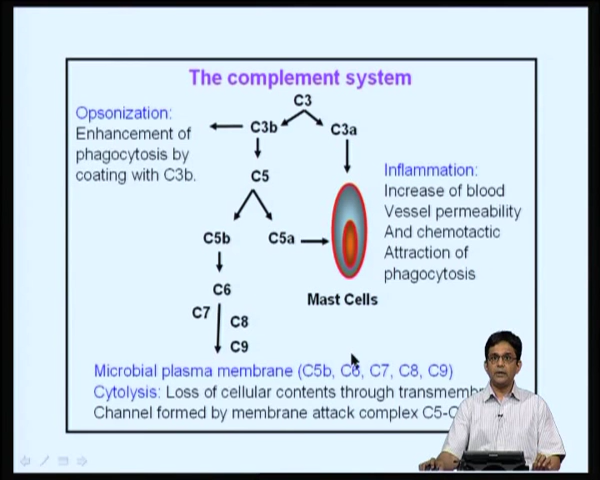 The complement system
Opsonization:
Enhancement of
phagocytosis by
coating with C3b.
C3
C3b
C3a
C5
C5b
C5a
C6
C7
C8
C9
Mast Cells
Inflammation:
Increase of blood
Vessel permeability
And chemotactic
Attraction of
phagocytosis
Microbial plasma membrane (C5b, C6, C7, C8, C9)
Cytolysis: Loss of cellular contents through
Channel formed by membrane attack complex